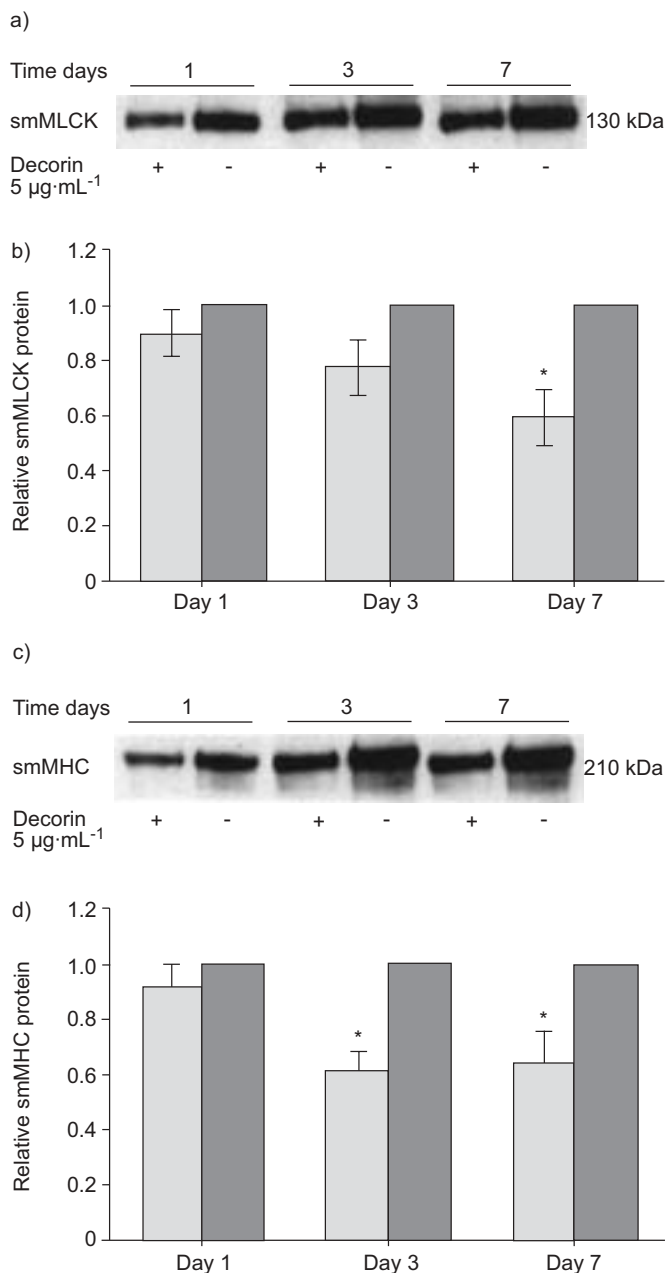 a)
Time days 1 3 7
smMLCK 130 kDa
Decorin + - + - + -
5 µg·mL-1
b)
Relative smMLCK protein
1.2
1.0
0.8
*
0.6
0.4
0.2
0
Day 1 Day 3 Day 7
c)
Time days 1 3 7
smMHC 210 kDa
Decorin + - + - + -
5 µg·mL-1
d)
Relative smMHC protein
1.2
1.0
0.8
* *
0.6
0.4
0.2
0
Day 1 Day 3 Day 7